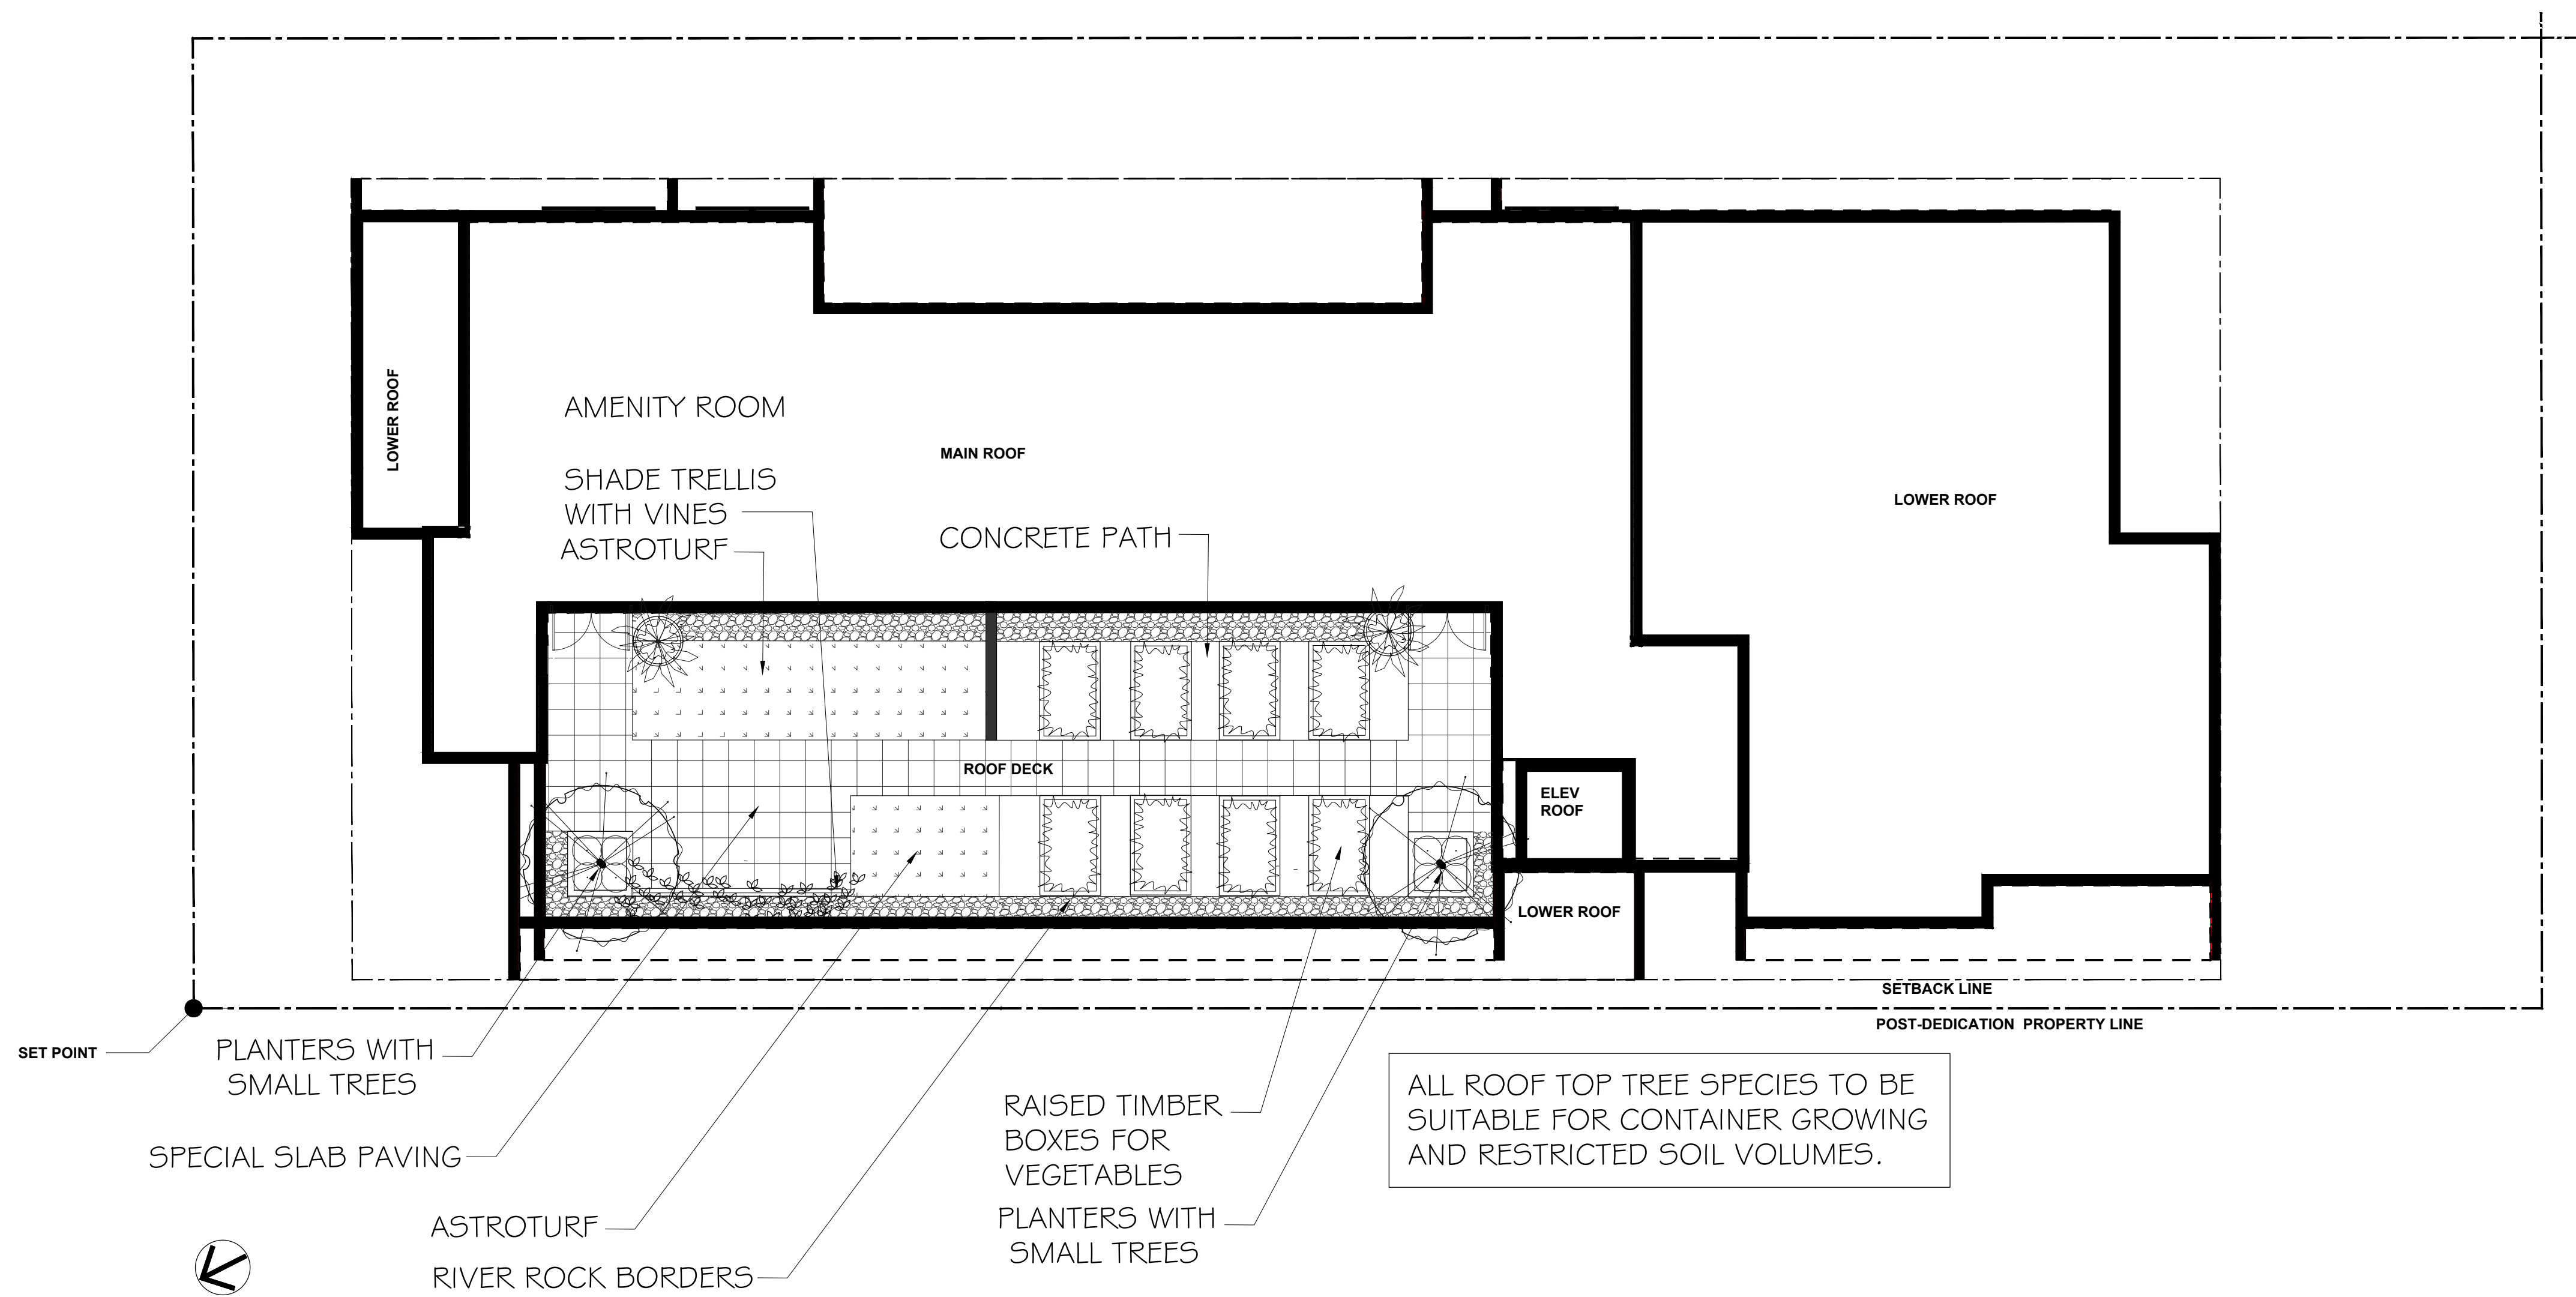 LOWER ROOF
AMENITY ROOM
MAIN ROOF
SHADE TRELLIS
WITH VINES
ASTROTURF
CONCRETE PATH
LOWER ROOF
ROOF DECK
ELEV
ROOF
LOWER ROOF
SETBACK LINE
POST-DEDICATION PROPERTY LINE
SET POINT
PLANTERS WITH
SMALL TREES
SPECIAL SLAB PAVING
ASTROTURF
RIVER ROCK BORDERS
RAISED TIMBER
BOXES FOR
VEGETABLES
PLANTERS WITH
SMALL TREES
ALL ROOF TOP TREE SPECIES TO BE
SUITABLE FOR CONTAINER GROWING
AND RESTRICTED SOIL VOLUMES.